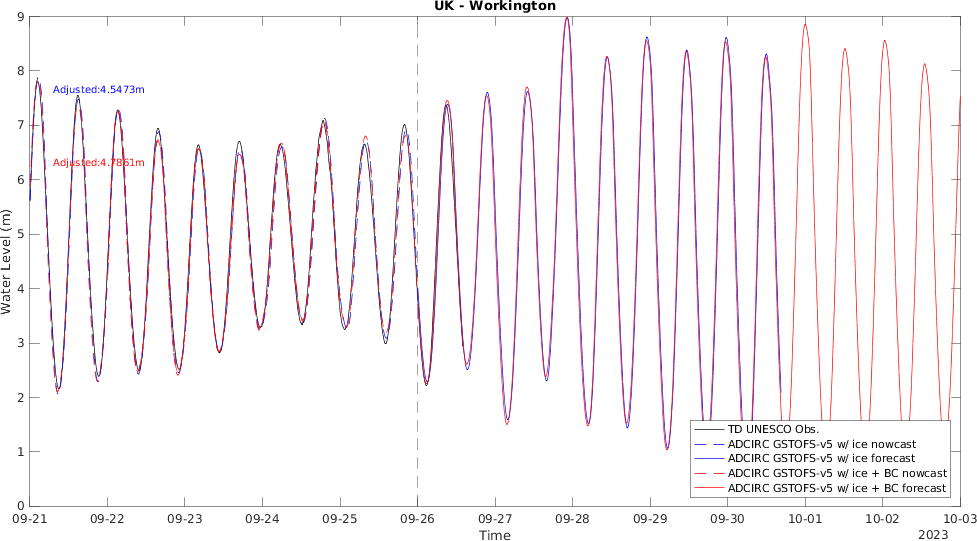 UK - Workington
9
8
7
6
5
4
3
2
1
0
Adjusted:4.5473m
Adjusted:4.7861m
Water Level (m)
TD UNESCO Obs.
ADCIRC GSTOFS-v5 w/ ice nowcast
ADCIRC GSTOFS-v5 w/ ice forecast
ADCIRC GSTOFS-v5 w/ ice + BC nowcast
ADCIRC GSTOFS-v5 w/ ice + BC forecast
09-21 09-22 09-23 09-24 09-25 09-26 09-27 09-28 09-29 09-30 10-01 10-02 10-03
Time
2023